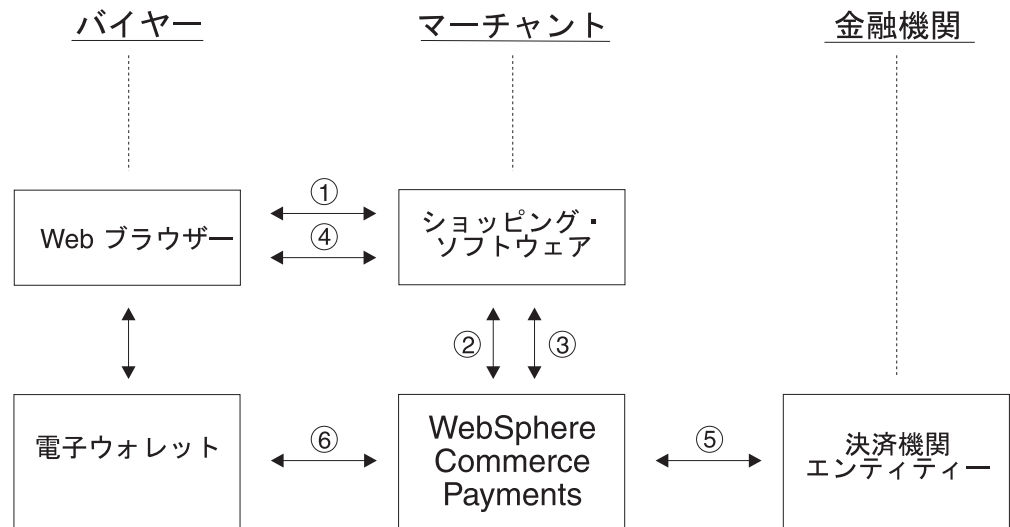 バイヤー
マーチャント
金融機関
①
Web ブラウザー
ショッピング・
ソフトウェア
④
②
③
電子ウォレット
⑥
WebSphere
Commerce
Payments
⑤
決済機関
エンティティー